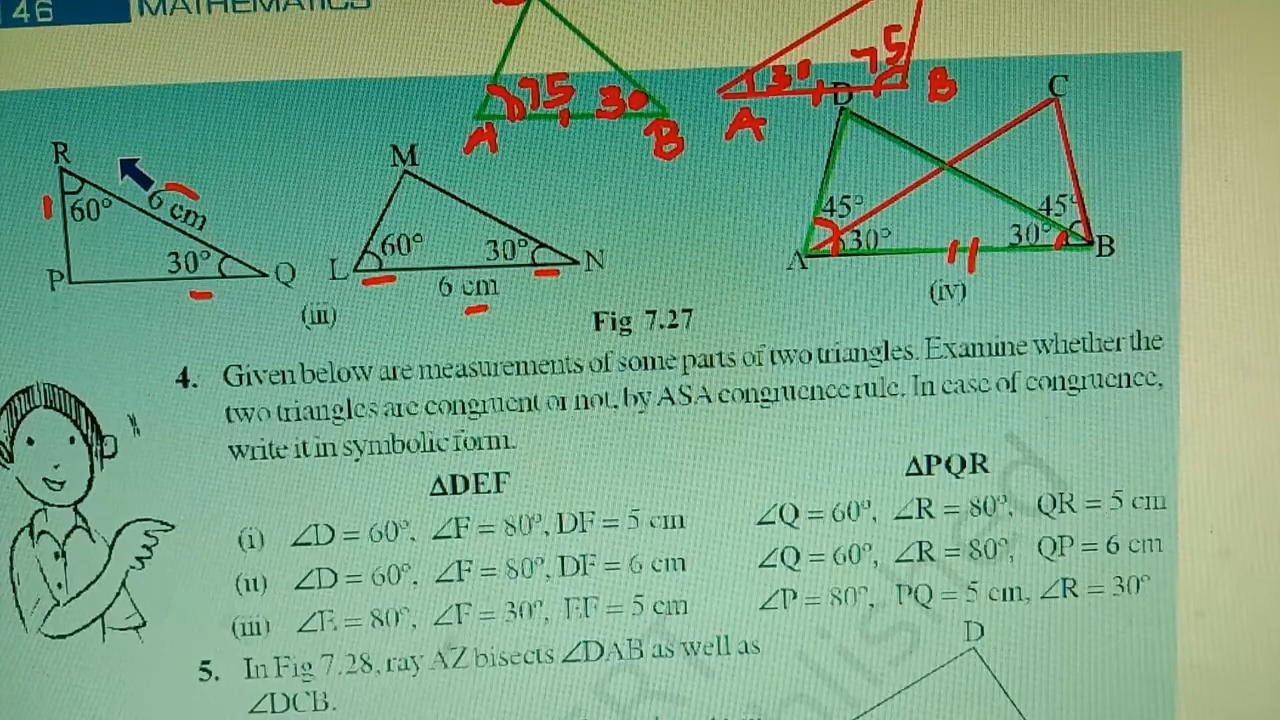 46 MATHEMATICS
75 30
A B
30 75
A B
R 60° 6 cm 30° P Q
M 60° 30° L N 6 cm
(iii)
D C 45° 45° 30° 30° A B
(iv)
Fig 7.27
4. Given below are measurements of some parts of two triangles. Examine whether the
two triangles are congruent or not, by ASA congruence rule. In case of congruence,
write it in symbolic form.
ΔDEF ΔPQR
(i) ∠D = 60°, ∠F = 80°, DF = 5 cm ∠Q = 60°, ∠R = 80°, QR = 5 cm
(ii) ∠D = 60°, ∠F = 80°, DF = 6 cm ∠Q = 60°, ∠R = 80°, QP = 6 cm
(iii) ∠E = 80°, ∠F = 30°, EF = 5 cm ∠P = 80°, PQ = 5 cm, ∠R = 30°
5. In Fig 7.28, ray AZ bisects ∠DAB as well as
∠DCB.
D